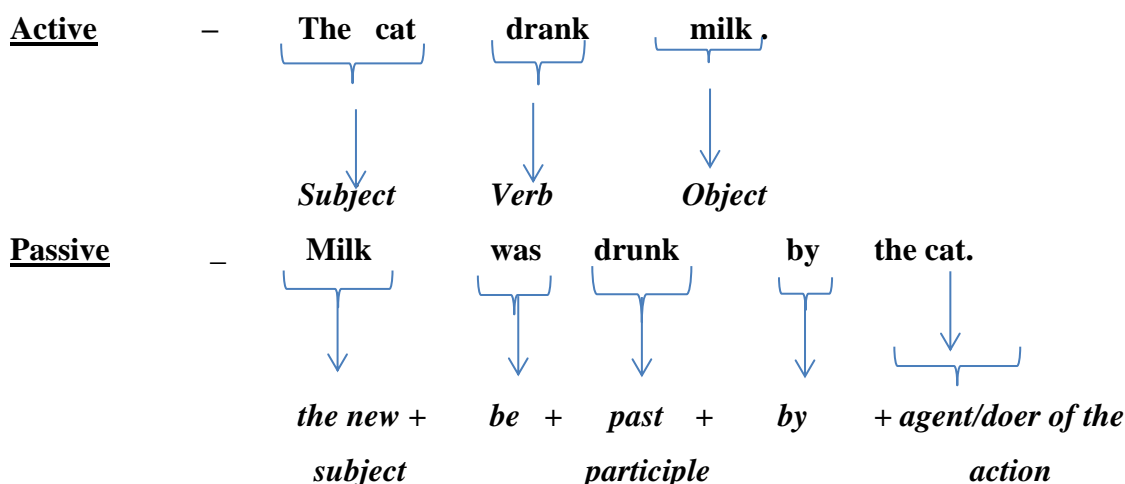 Active – The cat drank milk .
Subject Verb Object
Passive _ Milk was drunk by the cat.
the new + be + past + by + agent/doer of the
subject participle action